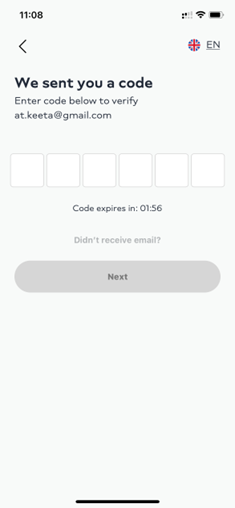 11:08
EN
We sent you a code
Enter code below to verify
at.keeta@gmail.com
Code expires in: 01:56
Didn't receive email?
Next